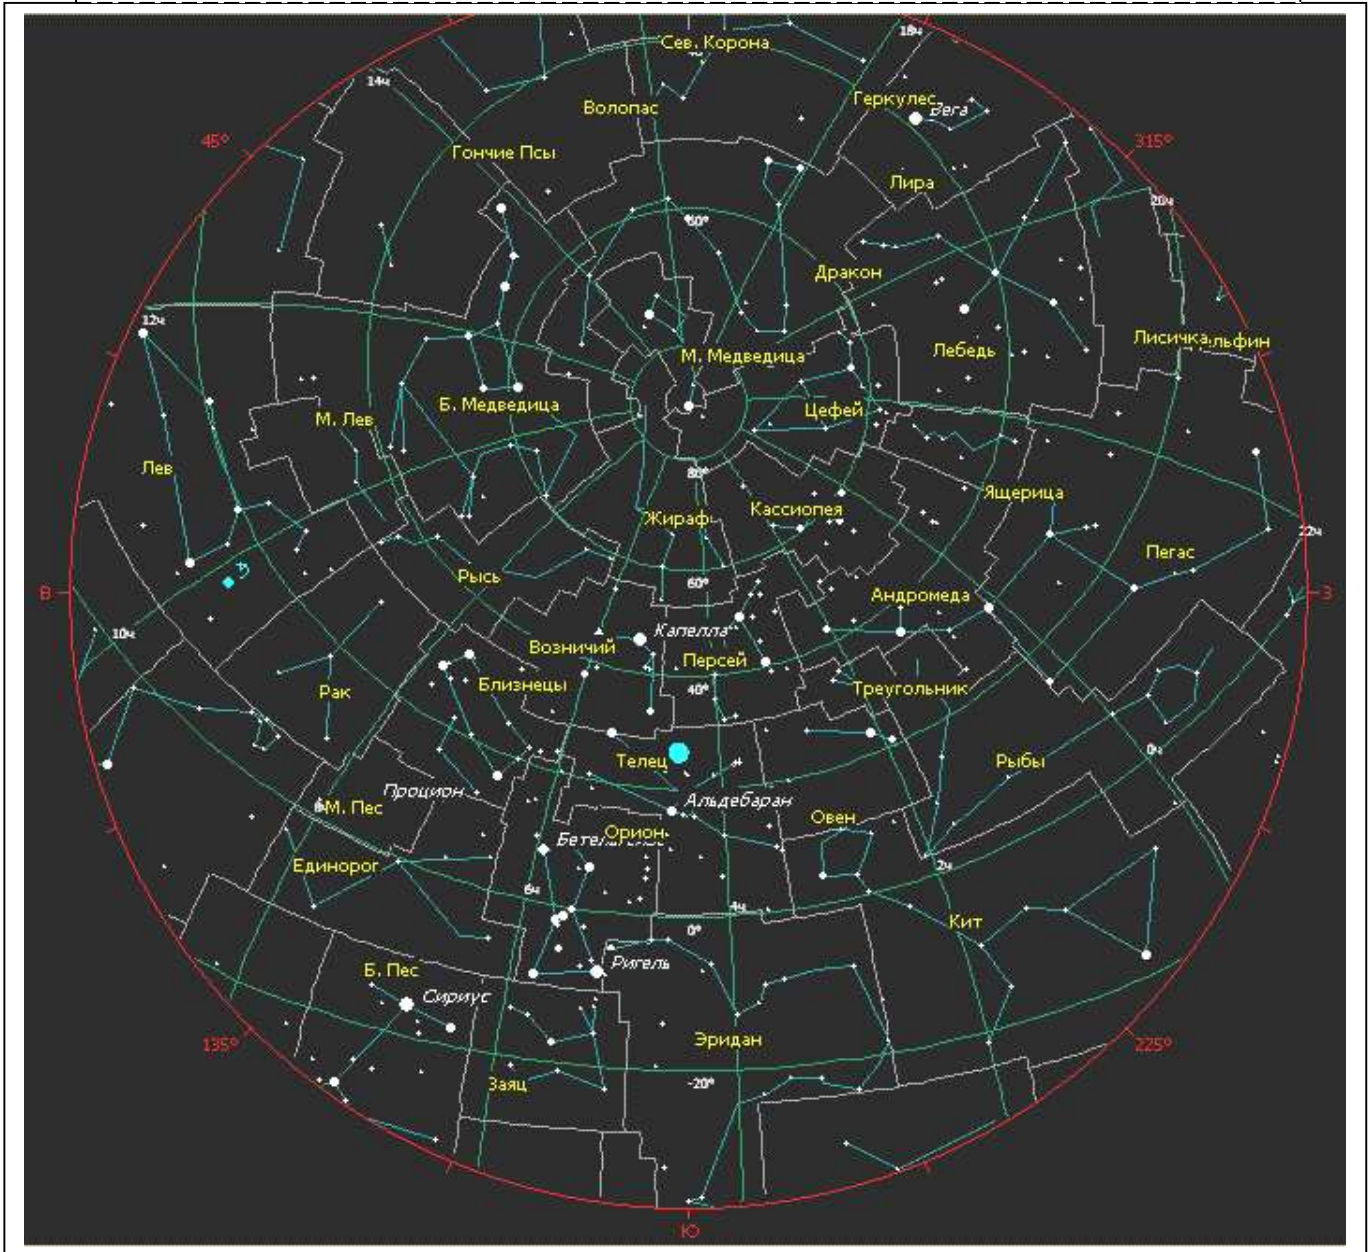 Сев. Корона
18ч
14ч
Геркулес
Вега
Волопас
45°
315°
Гончие Псы
Лира
20ч
Дракон
12ч
Лебедь
Лисичка
М. Медведица
Б. Медведица
Цефей
М. Лев
Лев
80°
Ящерица
Кассиопея
Жираф
22ч
Пегас
Рысь
60°
В
З
Андромеда
10ч
Капелла
Возничий
Персей
Близнецы
Рак
40°
Треугольник
0ч
Телец
Рыбы
Процион
М. Пес
Альдебаран
Овен
Орион
Единорог
2ч
6ч
4ч
Кит
0°
Б. Пес
Ригель
Сириус
Эридан
135°
225°
-20°
Заяц
Ю